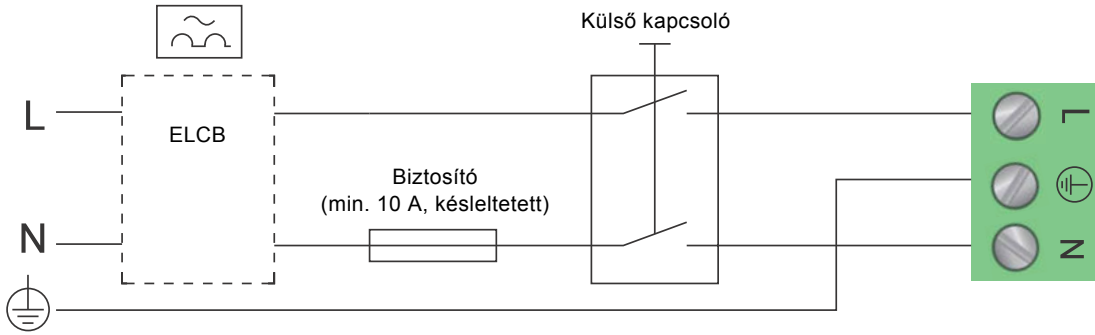 Külső kapcsoló
L
ELCB
L
Biztosító
(min. 10 A, késleltetett)
N
N